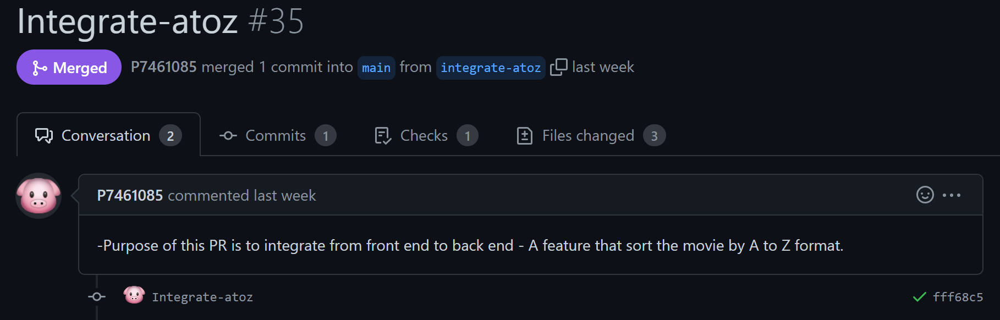 Integrate-atoz #35
Merged P7461085 merged 1 commit into main from integrate-atoz last week
Conversation 2 Commits 1 Checks 1 Files changed 3
P7461085 commented last week
-Purpose of this PR is to integrate from front end to back end - A feature that sort the movie by A to Z format.
Integrate-atoz fff68c5